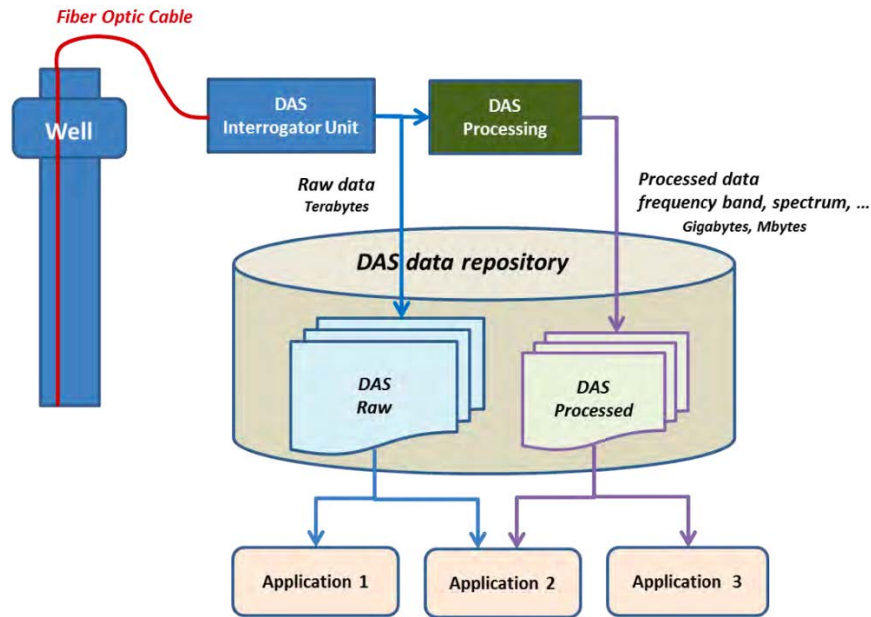 Fiber Optic Cable
Well
DAS
Interrogator Unit
DAS
Processing
Raw data
Terabytes
Processed data
frequency band, spectrum, ...
Gigabytes, Mbytes
DAS data repository
DAS
Raw
DAS
Processed
Application 1
Application 2
Application 3